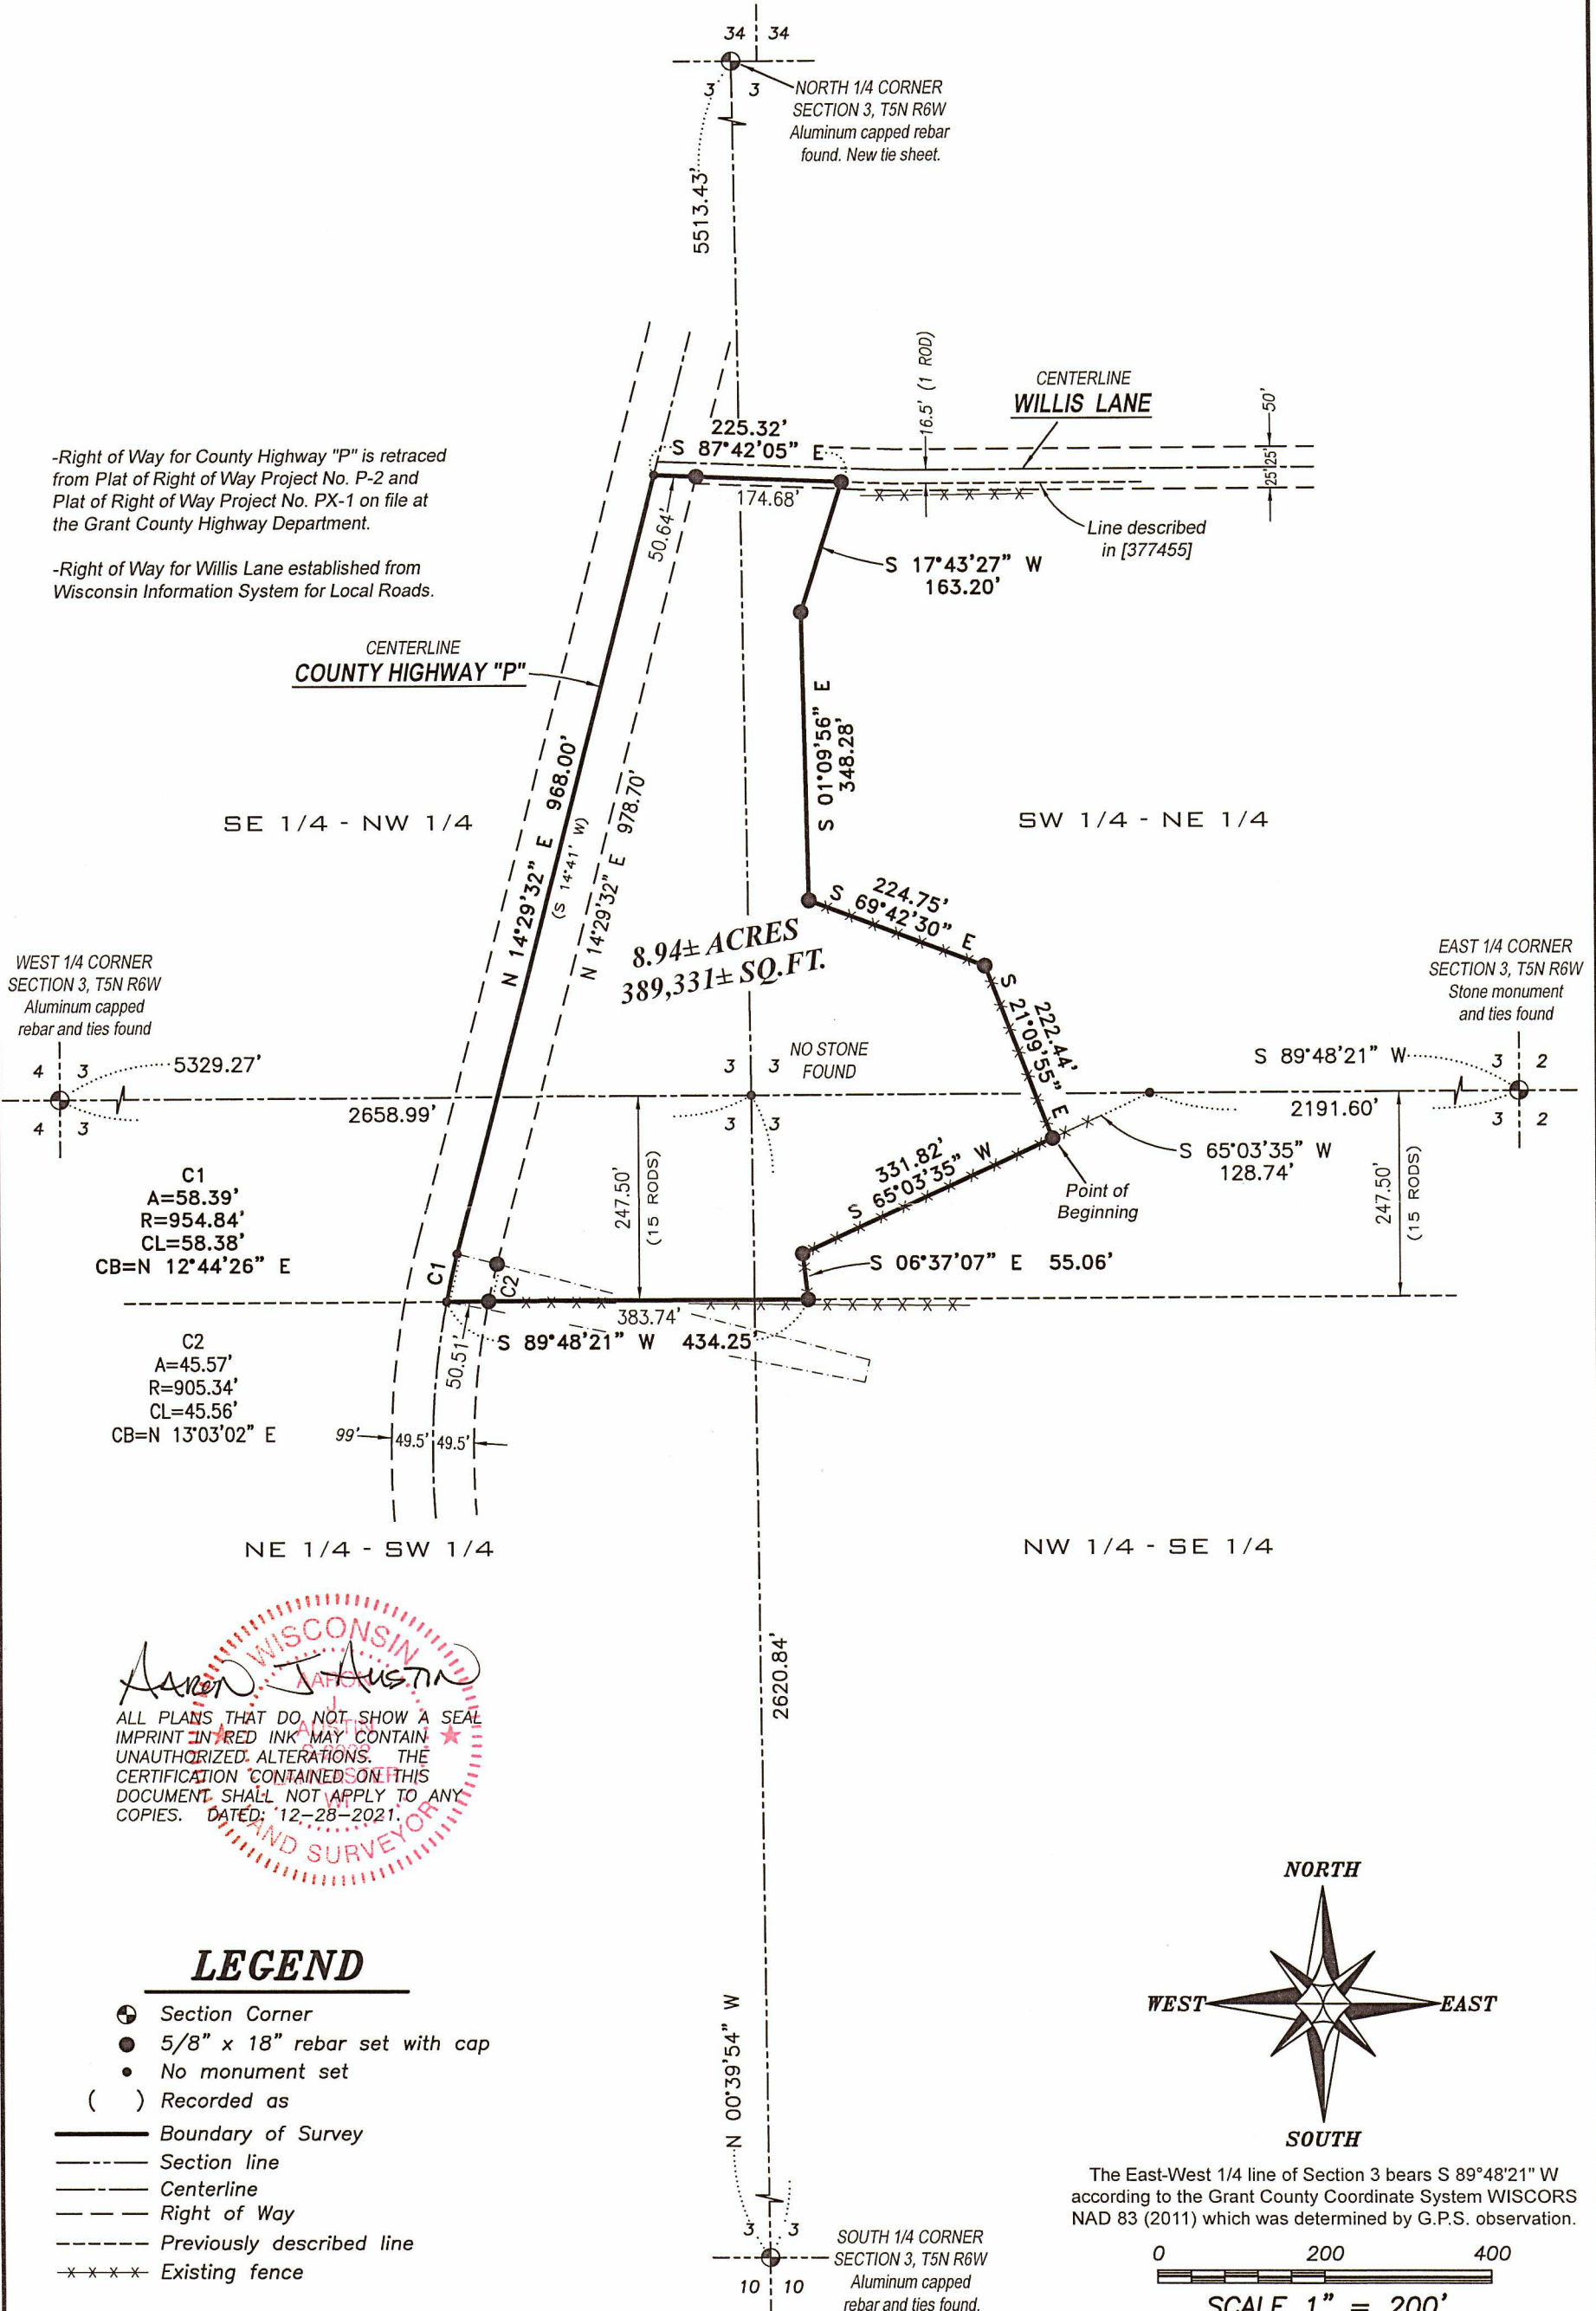 34 34
3 3
NORTH 1/4 CORNER
SECTION 3, T5N R6W
Aluminum capped rebar
found. New tie sheet.
5513.43'
16.5' (1 ROD)
CENTERLINE
WILLIS LANE
50'
25' 25'
225.32'
S 87°42'05" E
174.68'
50.64'
Line described
in [377455]
-Right of Way for County Highway "P" is retraced
from Plat of Right of Way Project No. P-2 and
Plat of Right of Way Project No. PX-1 on file at
the Grant County Highway Department.
-Right of Way for Willis Lane established from
Wisconsin Information System for Local Roads.
S 17°43'27" W
163.20'
CENTERLINE
COUNTY HIGHWAY "P"
S 01°09'56" E
348.28'
N 14°29'32" E 968.00'
(S 14°41' W)
N 14°29'32" E 978.70'
SE 1/4 - NW 1/4
SW 1/4 - NE 1/4
224.75'
S 69°42'30" E
8.94± ACRES
389,331± SQ.FT.
222.44'
S 21°09'55" E
WEST 1/4 CORNER
SECTION 3, T5N R6W
Aluminum capped
rebar and ties found
EAST 1/4 CORNER
SECTION 3, T5N R6W
Stone monument
and ties found
4 3
5329.27'
3 3
NO STONE
FOUND
S 89°48'21" W
3 2
2658.99'
2191.60'
4 3
3 3
3 2
S 65°03'35" W
128.74'
331.82'
S 65°03'35" W
Point of
Beginning
247.50'
(15 RODS)
247.50'
(15 RODS)
C1
A=58.39'
R=954.84'
CL=58.38'
CB=N 12°44'26" E
C1
C2
S 06°37'07" E 55.06'
383.74'
S 89°48'21" W 434.25'
50.51'
C2
A=45.57'
R=905.34'
CL=45.56'
CB=N 13°03'02" E
99'
49.5' 49.5'
NE 1/4 - SW 1/4
NW 1/4 - SE 1/4
2620.84'
AARON J AUSTIN
WISCONSIN
AARON
J.
AUSTIN
LANCASTER
WI
LAND SURVEYOR
ALL PLANS THAT DO NOT SHOW A SEAL
IMPRINT IN RED INK MAY CONTAIN
UNAUTHORIZED ALTERATIONS. THE
CERTIFICATION CONTAINED ON THIS
DOCUMENT SHALL NOT APPLY TO ANY
COPIES. DATED: 12-28-2021.
LEGEND
Section Corner
5/8" x 18" rebar set with cap
No monument set
( ) Recorded as
Boundary of Survey
Section line
Centerline
Right of Way
Previously described line
Existing fence
N 00°39'54" W
3 3
10 10
SOUTH 1/4 CORNER
SECTION 3, T5N R6W
Aluminum capped
rebar and ties found.
NORTH
WEST
EAST
SOUTH
The East-West 1/4 line of Section 3 bears S 89°48'21" W
according to the Grant County Coordinate System WISCORS
NAD 83 (2011) which was determined by G.P.S. observation.
0 200 400
SCALE 1" = 200'